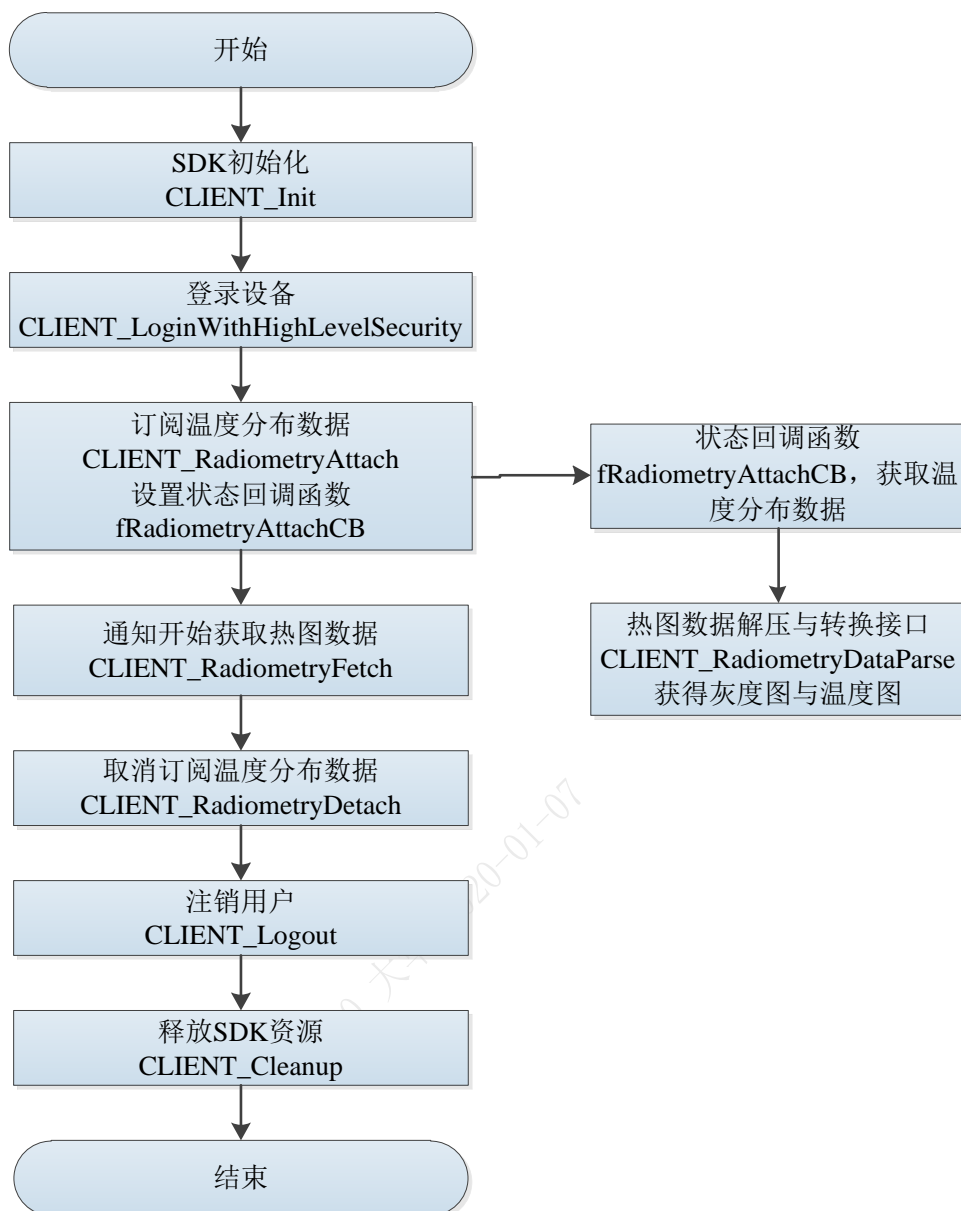 开始
SDK初始化
CLIENT_Init
登录设备
CLIENT_LoginWithHighLevelSecurity
订阅温度分布数据
CLIENT_RadiometryAttach
设置状态回调函数
fRadiometryAttachCB
状态回调函数
fRadiometryAttachCB，获取温
度分布数据
热图数据解压与转换接口
CLIENT_RadiometryDataParse
获得灰度图与温度图
通知开始获取热图数据
CLIENT_RadiometryFetch
取消订阅温度分布数据
CLIENT_RadiometryDetach
注销用户
CLIENT_Logout
释放SDK资源
CLIENT_Cleanup
结束
20-01-07